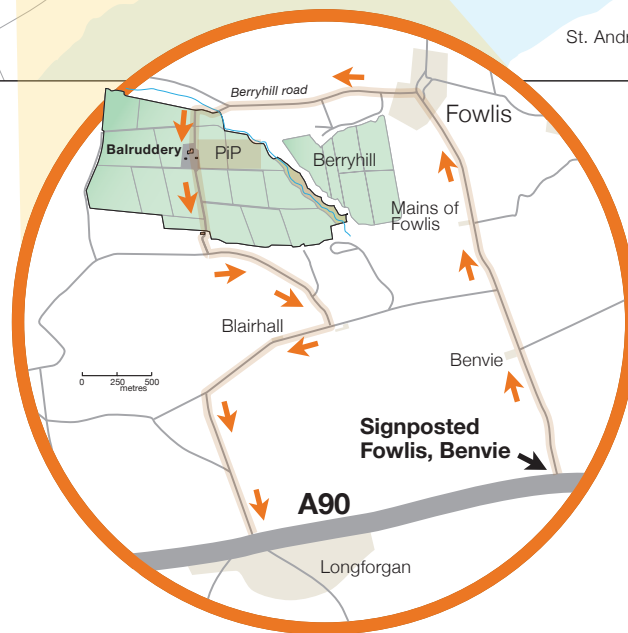 St. Andr
Berryhill road
Fowlis
Balruddery
PiP
Berryhill
Mains of
Fowlis
Blairhall
0 250 500
metres
Benvie
Signposted
Fowlis, Benvie
A90
Longforgan